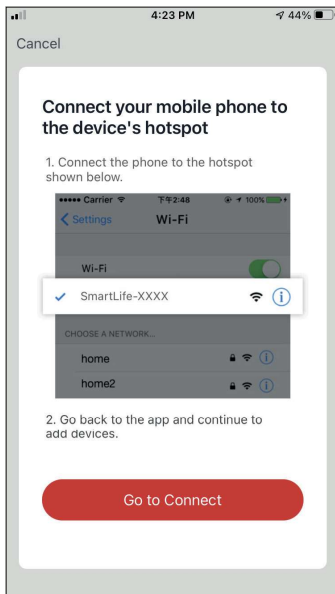 4:23 PM 44%
Cancel
Connect your mobile phone to
the device's hotspot
1. Connect the phone to the hotspot
shown below.
Carrier 下午2:48 100%
Settings Wi-Fi
Wi-Fi
SmartLife-XXXX
CHOOSE A NETWORK...
home
home2
2. Go back to the app and continue to
add devices.
Go to Connect